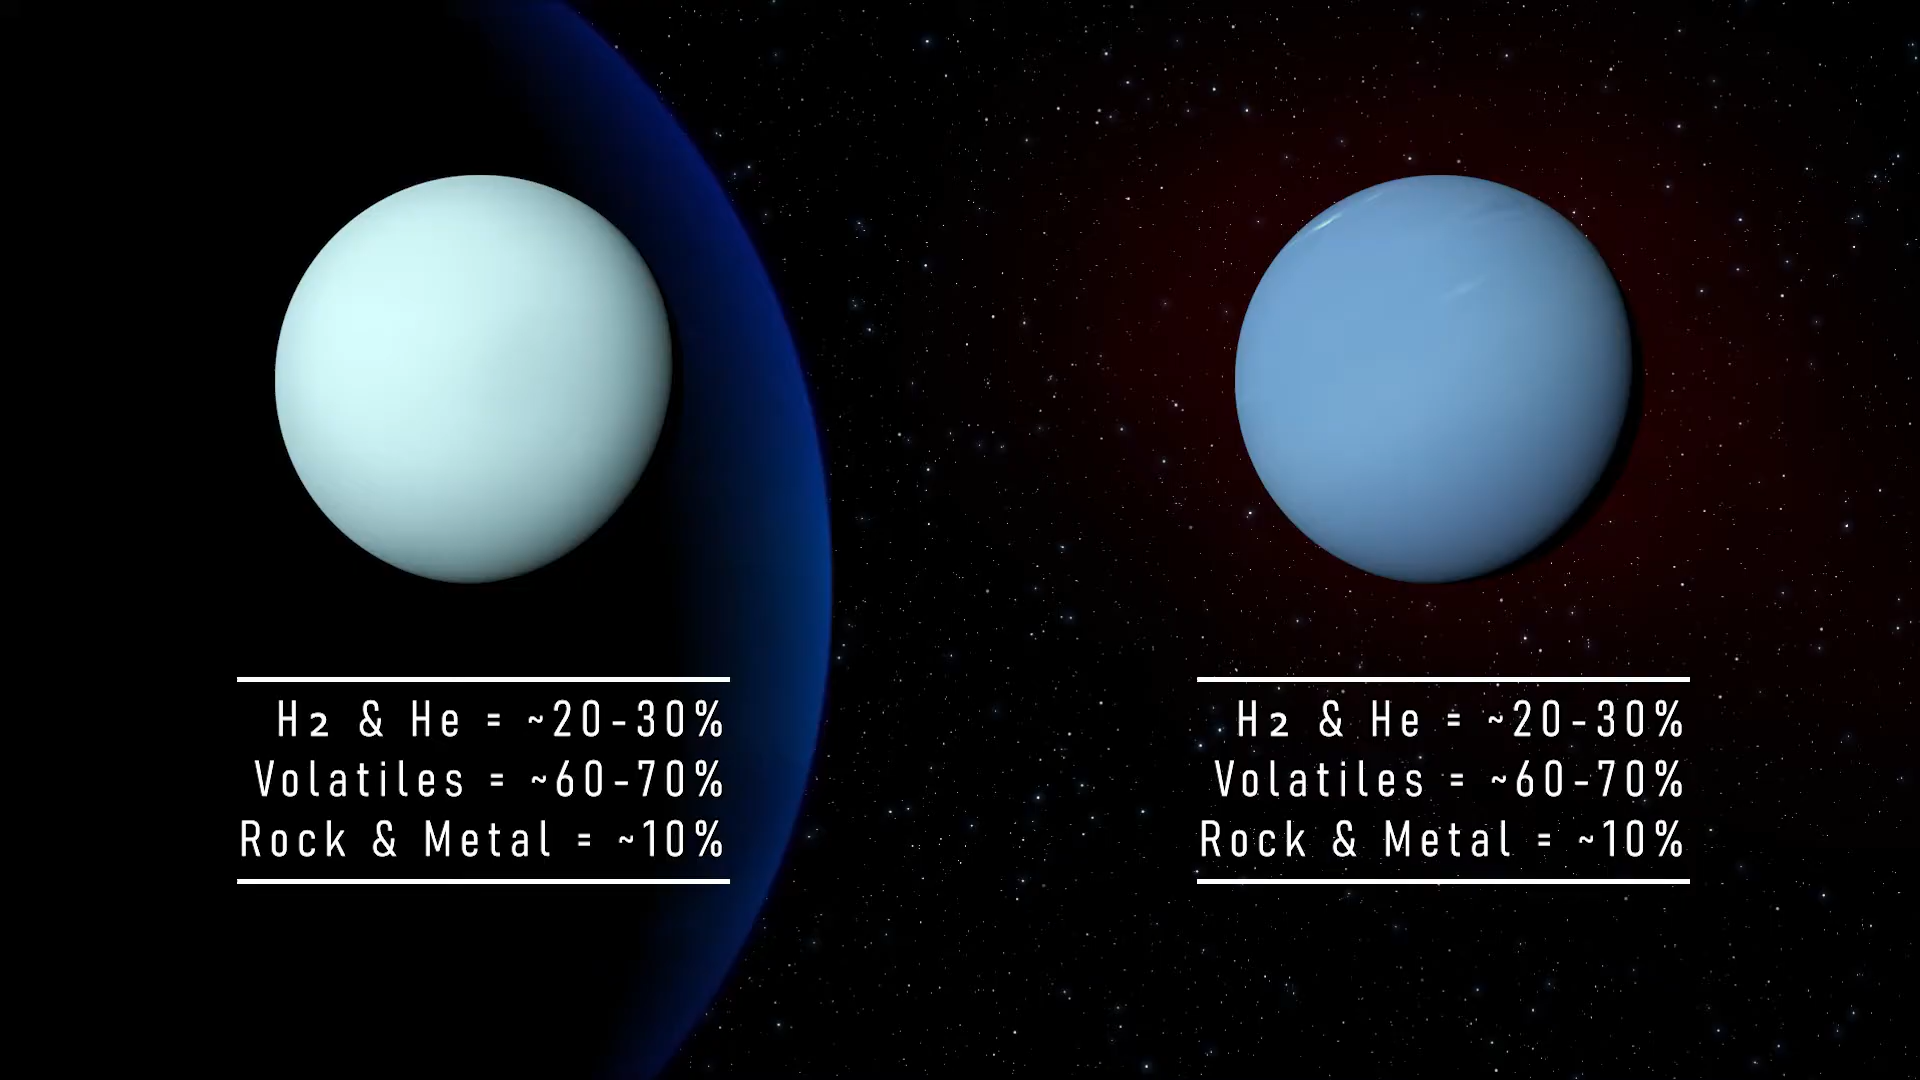 H2 & He = ~20-30%
Volatiles = ~60-70%
Rock & Metal = ~10%
H2 & He = ~20-30%
Volatiles = ~60-70%
Rock & Metal = ~10%